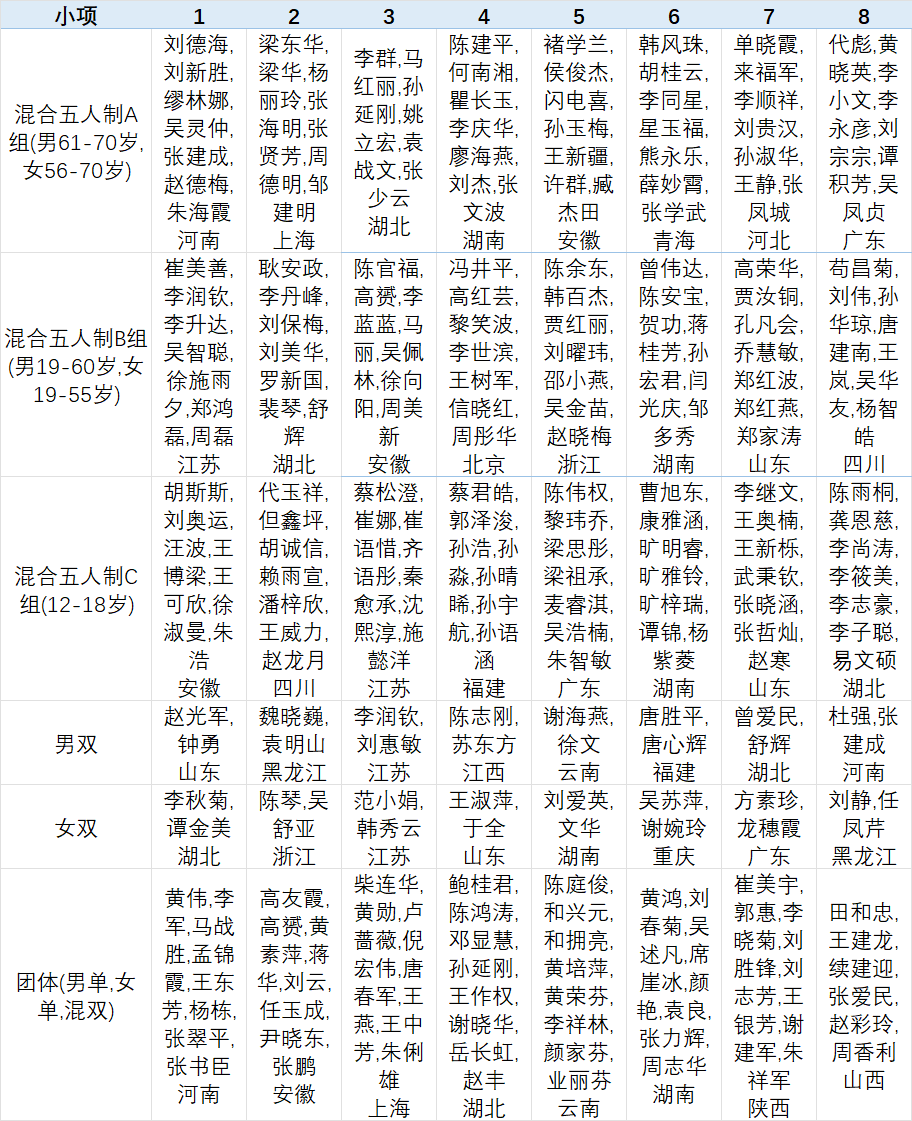 小项 1 2 3 4 5 6 7 8
混合五人制A
组(男61-70岁,
女56-70岁)
刘德海,
刘新胜,
缪林娜,
吴灵仲,
张建成,
赵德梅,
朱海霞
河南
梁东华,
梁华,杨
丽玲,张
海明,张
贤芳,周
德明,邹
建明
上海
李群,马
红丽,孙
延刚,姚
立宏,袁
战文,张
少云
湖北
陈建平,
何南湘,
瞿长玉,
李庆华,
廖海燕,
刘杰,张
文波
湖南
褚学兰,
侯俊杰,
闪电喜,
孙玉梅,
王新疆,
许群,臧
杰田
安徽
韩风珠,
胡桂云,
李同星,
星玉福,
熊永乐,
薛妙霄,
张学武
青海
单晓霞,
来福军,
李顺祥,
刘贵汉,
孙淑华,
王静,张
凤城
河北
代彪,黄
晓英,李
小文,李
永彦,刘
宗宗,谭
积芳,吴
凤贞
广东
混合五人制B组
(男19-60岁,女
19-55岁)
崔美善,
李润钦,
李升达,
吴智聪,
徐施雨
夕,郑鸿
磊,周磊
江苏
耿安政,
李丹峰,
刘保梅,
刘美华,
罗新国,
裴琴,舒
辉
湖北
陈官福,
高赟,李
蓝蓝,马
丽,吴佩
林,徐向
阳,周美
新
安徽
冯井平,
高红芸,
黎笑波,
李世滨,
王树军,
信晓红,
周彤华
北京
陈余东,
韩百杰,
贾红丽,
刘曜玮,
邵小燕,
吴金苗,
赵晓梅
浙江
曾伟达,
陈安宝,
贺功,蒋
桂芳,孙
宏君,闫
光庆,邹
多秀
湖南
高荣华,
贾汝铜,
孔凡会,
乔慧敏,
郑红波,
郑红燕,
郑家涛
山东
苟昌菊,
刘伟,孙
华琼,唐
建南,王
岚,吴华
友,杨智
皓
四川
混合五人制C
组(12-18岁)
胡斯斯,
刘奥运,
汪波,王
博梁,王
可欣,徐
淑曼,朱
浩
安徽
代玉祥,
但鑫坪,
胡诚信,
赖雨宣,
潘梓欣,
王威力,
赵龙月
四川
蔡松澄,
崔娜,崔
语惜,齐
语彤,秦
愈承,沈
熙淳,施
懿洋
江苏
蔡君皓,
郭泽浚,
孙浩,孙
淼,孙晴
晞,孙宇
航,孙语
涵
福建
陈伟权,
黎玮乔,
梁思彤,
梁祖承,
麦睿淇,
吴浩楠,
朱智敏
广东
曹旭东,
康雅涵,
旷明睿,
旷雅铃,
旷梓瑞,
谭锦,杨
紫菱
湖南
李继文,
王奥楠,
王新栎,
武秉钦,
张晓涵,
张哲灿,
赵寒
山东
陈雨桐,
龚恩慈,
李尚涛,
李筱美,
李志豪,
李子聪,
易文硕
湖北
男双
赵光军,
钟勇
山东
魏晓巍,
袁明山
黑龙江
李润钦,
刘惠敏
江苏
陈志刚,
苏东方
江西
谢海燕,
徐文
云南
唐胜平,
唐心辉
福建
曾爱民,
舒辉
湖北
杜强,张
建成
河南
女双
李秋菊,
谭金美
湖北
陈琴,吴
舒亚
浙江
范小娟,
韩秀云
江苏
王淑萍,
于全
山东
刘爱英,
文华
湖南
吴苏萍,
谢婉玲
重庆
方素珍,
龙穗霞
广东
刘静,任
凤芹
黑龙江
团体(男单,女
单,混双)
黄伟,李
军,马战
胜,孟锦
霞,王东
芳,杨栋,
张翠平,
张书臣
河南
高友霞,
高赟,黄
素萍,蒋
华,刘云,
任玉成,
尹晓东,
张鹏
安徽
柴连华,
黄勋,卢
蔷薇,倪
宏伟,唐
春军,王
燕,王中
芳,朱俐
雄
上海
鲍桂君,
陈鸿涛,
邓显慧,
孙延刚,
王作权,
谢晓华,
岳长虹,
赵丰
湖北
陈庭俊,
和兴元,
和拥亮,
黄培萍,
黄荣芬,
李祥林,
颜家芬,
业丽芬
云南
黄鸿,刘
春菊,吴
述凡,席
崖冰,颜
艳,袁良,
张力辉,
周志华
湖南
崔美宇,
郭惠,李
晓菊,刘
胜锋,刘
志芳,王
银芳,谢
建军,朱
祥军
陕西
田和忠,
王建龙,
续建迎,
张爱民,
赵彩玲,
周香利
山西